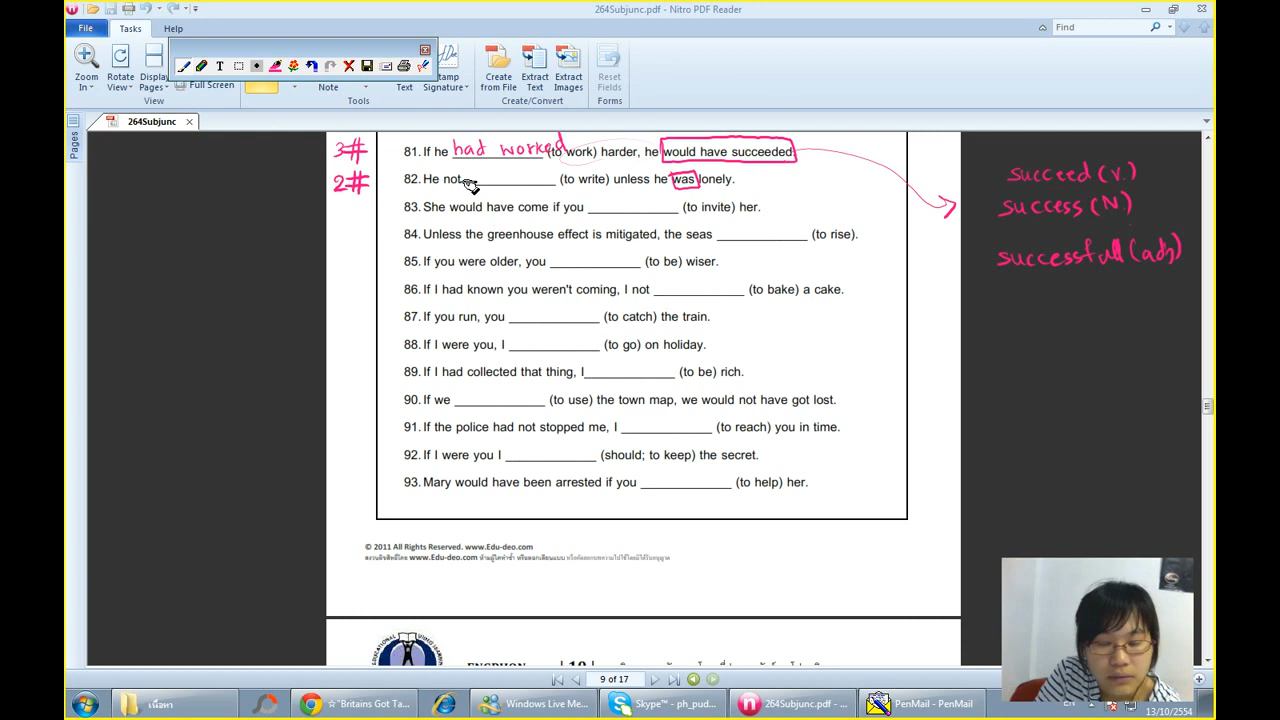 264Subjunc.pdf - Nitro PDF Reader
File Tasks Help
Find
Zoom In Rotate View Display Pages Full Screen Note Text Stamp Signature Create from File Extract Text Extract Images Reset Fields
View Tools Create/Convert Forms
264Subjunc
Pages
3# 81. If he had worked (to work) harder, he would have succeeded
2# 82. He not ____________ (to write) unless he was lonely.
83. She would have come if you ____________ (to invite) her.
84. Unless the greenhouse effect is mitigated, the seas ____________ (to rise).
85. If you were older, you ____________ (to be) wiser.
86. If I had known you weren't coming, I not ____________ (to bake) a cake.
87. If you run, you ____________ (to catch) the train.
88. If I were you, I ____________ (to go) on holiday.
89. If I had collected that thing, I____________ (to be) rich.
90. If we ____________ (to use) the town map, we would not have got lost.
91. If the police had not stopped me, I ____________ (to reach) you in time.
92. If I were you I ____________ (should; to keep) the secret.
93. Mary would have been arrested if you ____________ (to help) her.
succeed (v.)
success (N.)
successfull (adj)
© 2011 All Rights Reserved. www.Edu-deo.com
9 of 17
เนื้อหา ☆"Britains Got Ta... Windows Live Me... Skype™ - ph_pud... 264Subjunc.pdf - ... PenMail - PenMail EN
13/10/2554